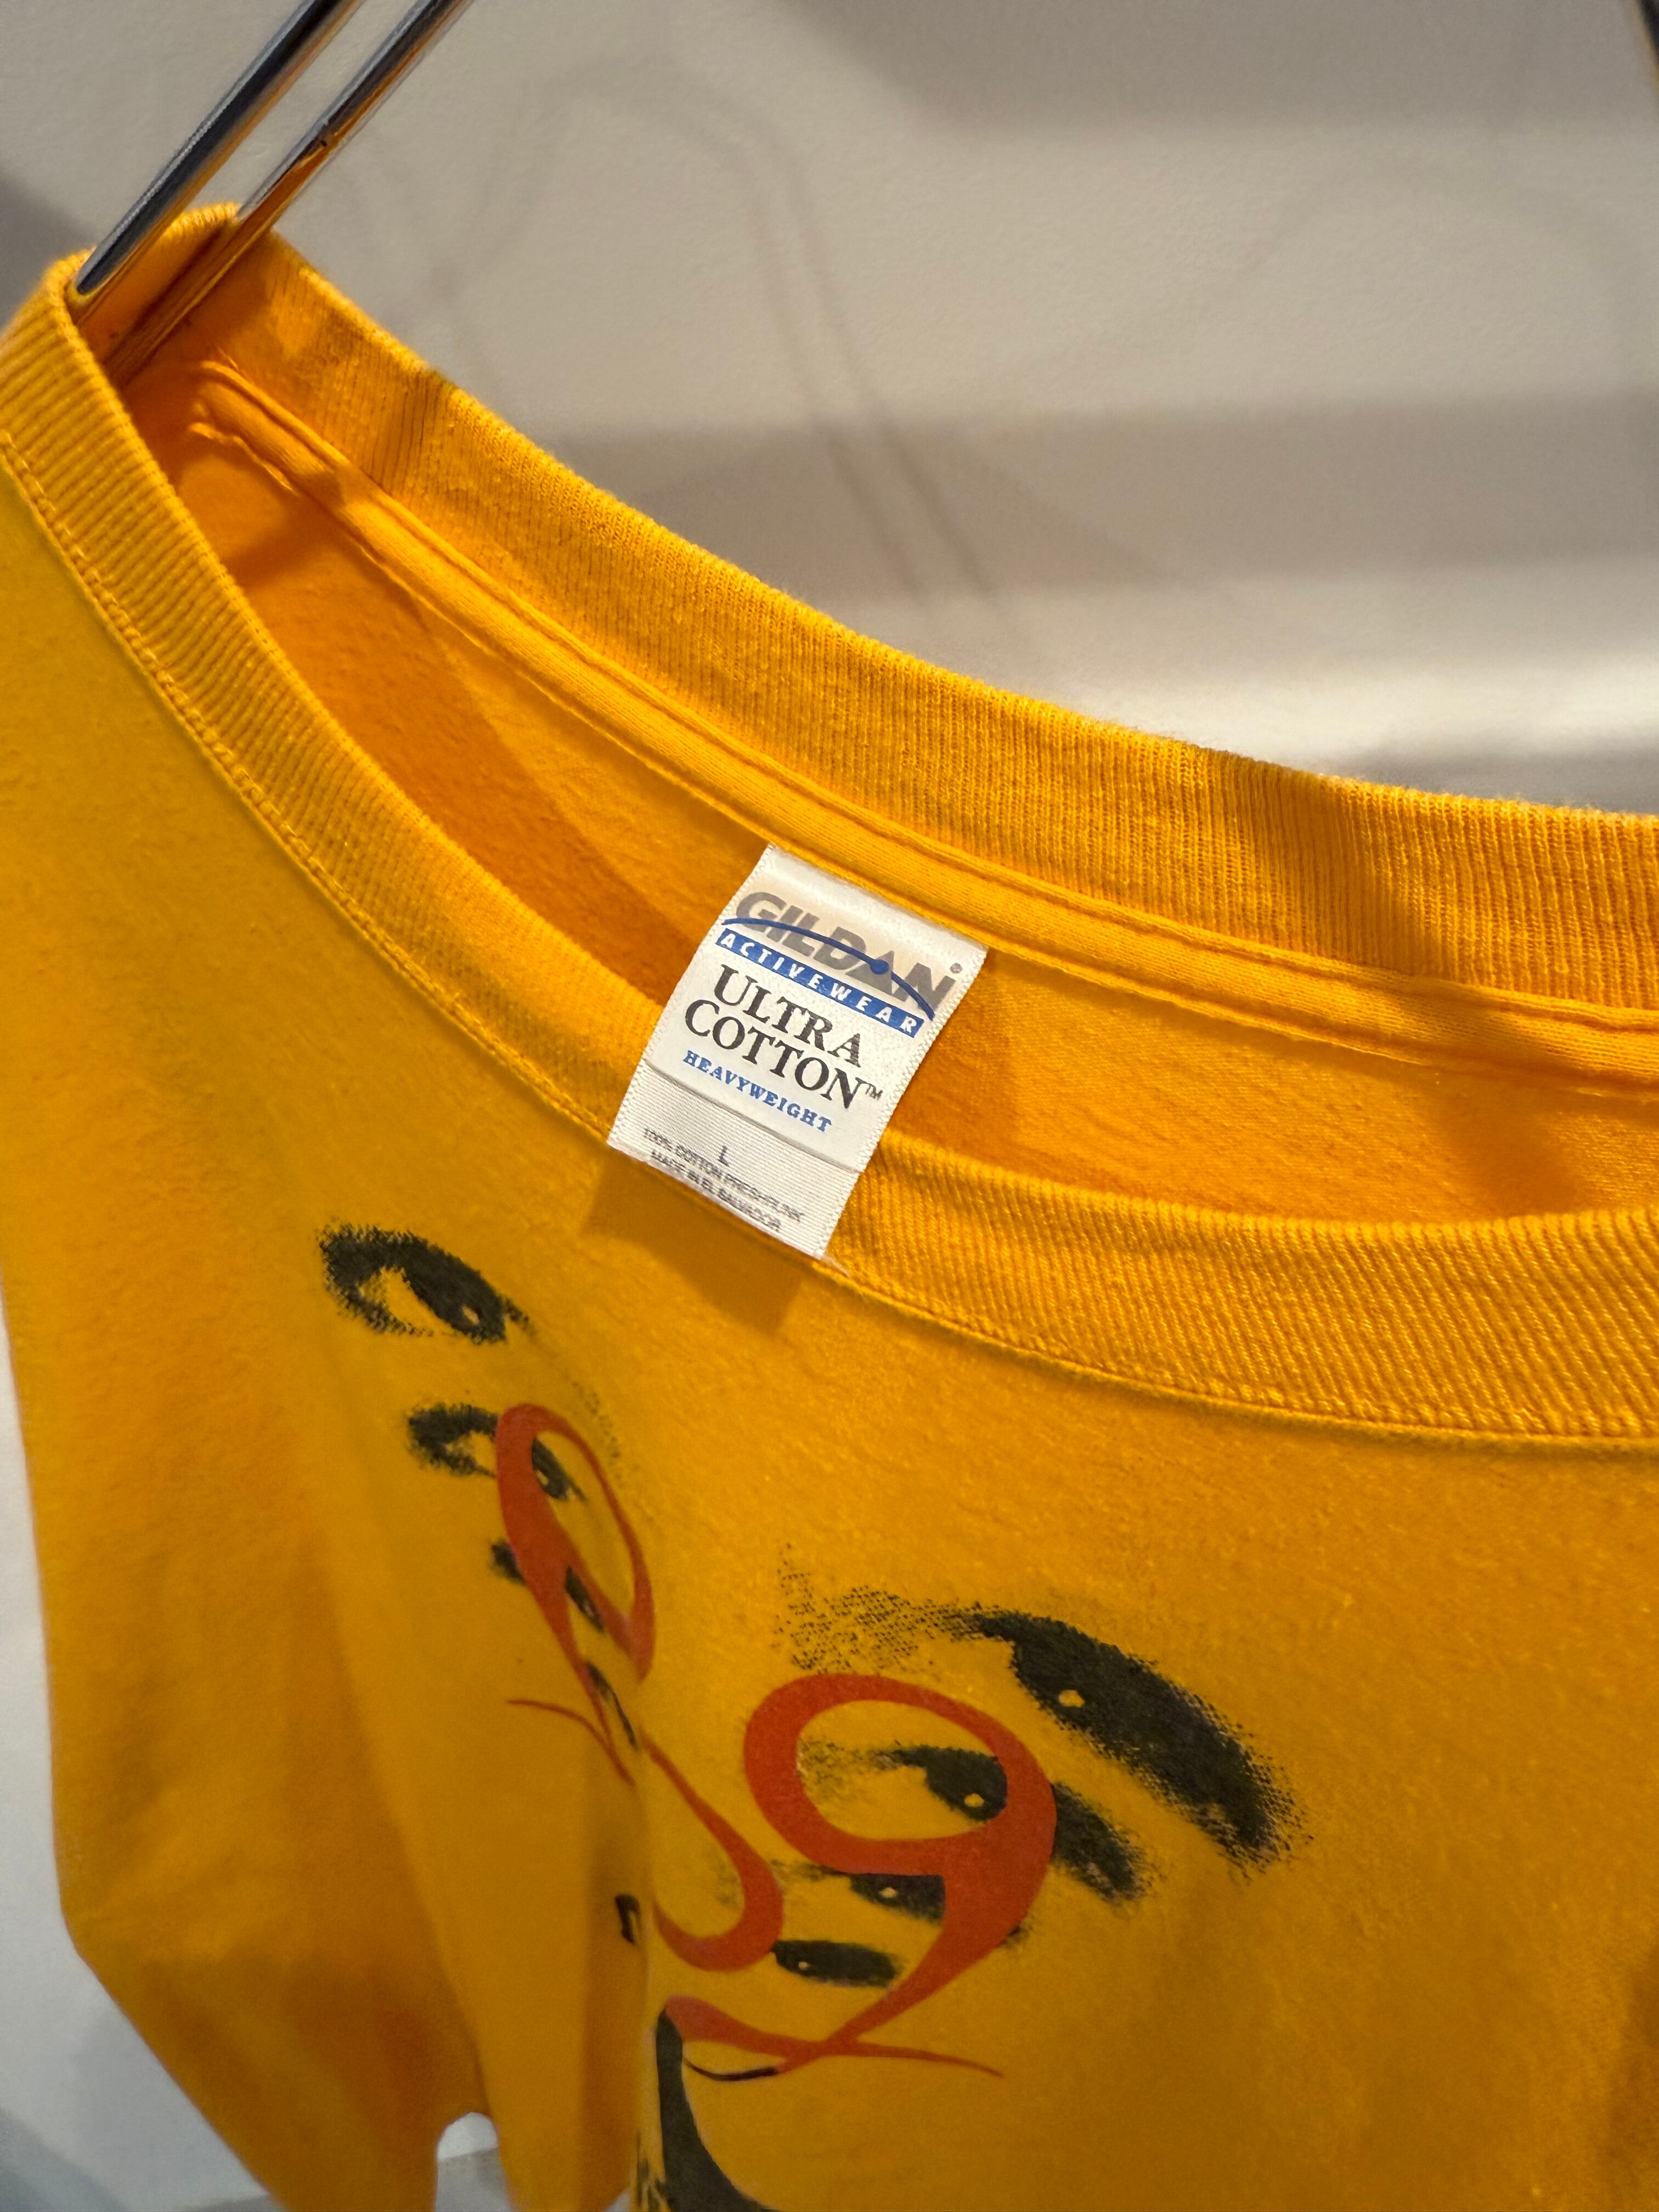 GILDAN®
ACTIVEWEAR
ULTRA
COTTON™
HEAVYWEIGHT
L
100% COTTON PRESHRUNK
MADE IN EL SALVADOR